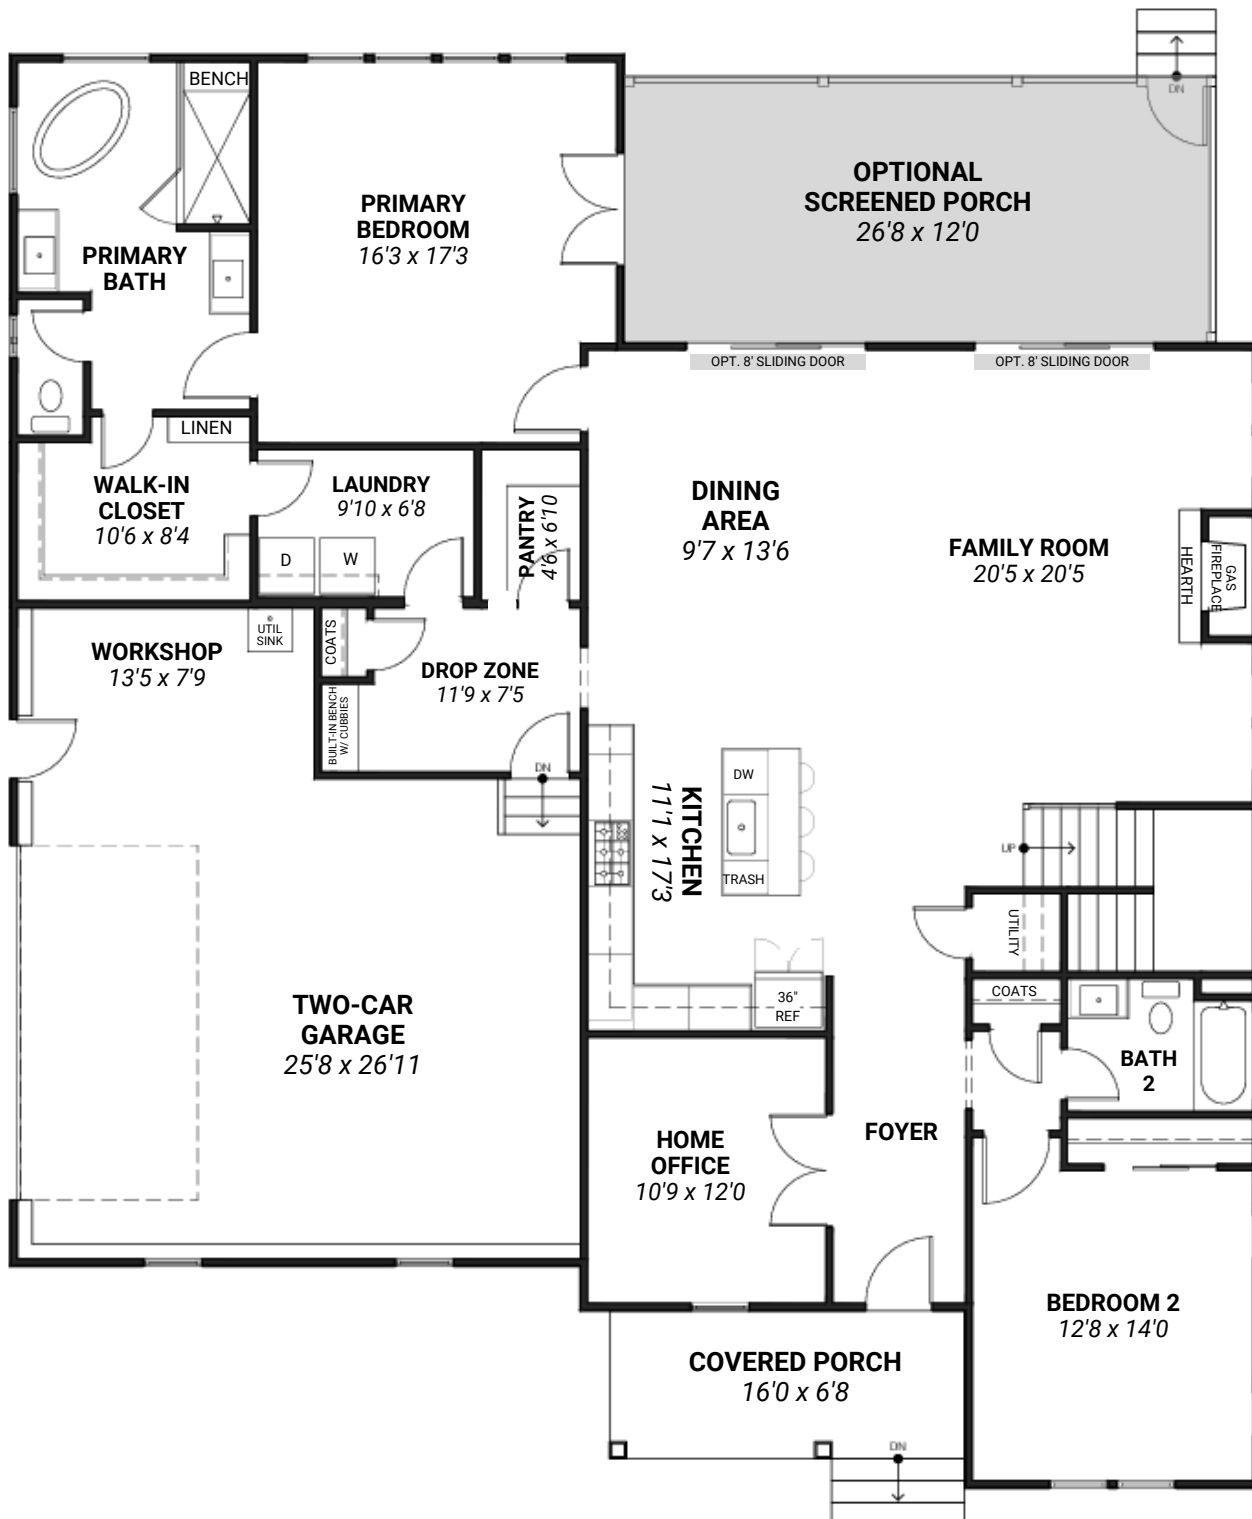 BENCH
DN
OPTIONAL
SCREENED PORCH
26'8 x 12'0
PRIMARY
BEDROOM
16'3 x 17'3
PRIMARY
BATH
OPT. 8' SLIDING DOOR
OPT. 8' SLIDING DOOR
LINEN
WALK-IN
CLOSET
10'6 x 8'4
LAUNDRY
9'10 x 6'8
D
W
PANTRY
4'6 x 6'10
DINING
AREA
9'7 x 13'6
FAMILY ROOM
20'5 x 20'5
HEARTH
GAS
FIREPLACE
UTIL
SINK
WORKSHOP
13'5 x 7'9
COATS
DROP ZONE
11'9 x 7'5
BUILT-IN BENCH
W/ CUBBIES
DN
KITCHEN
11'1 x 17'3
DW
TRASH
UP
UTILITY
36"
REF
COATS
TWO-CAR
GARAGE
25'8 x 26'11
BATH
2
FOYER
HOME
OFFICE
10'9 x 12'0
BEDROOM 2
12'8 x 14'0
COVERED PORCH
16'0 x 6'8
DN